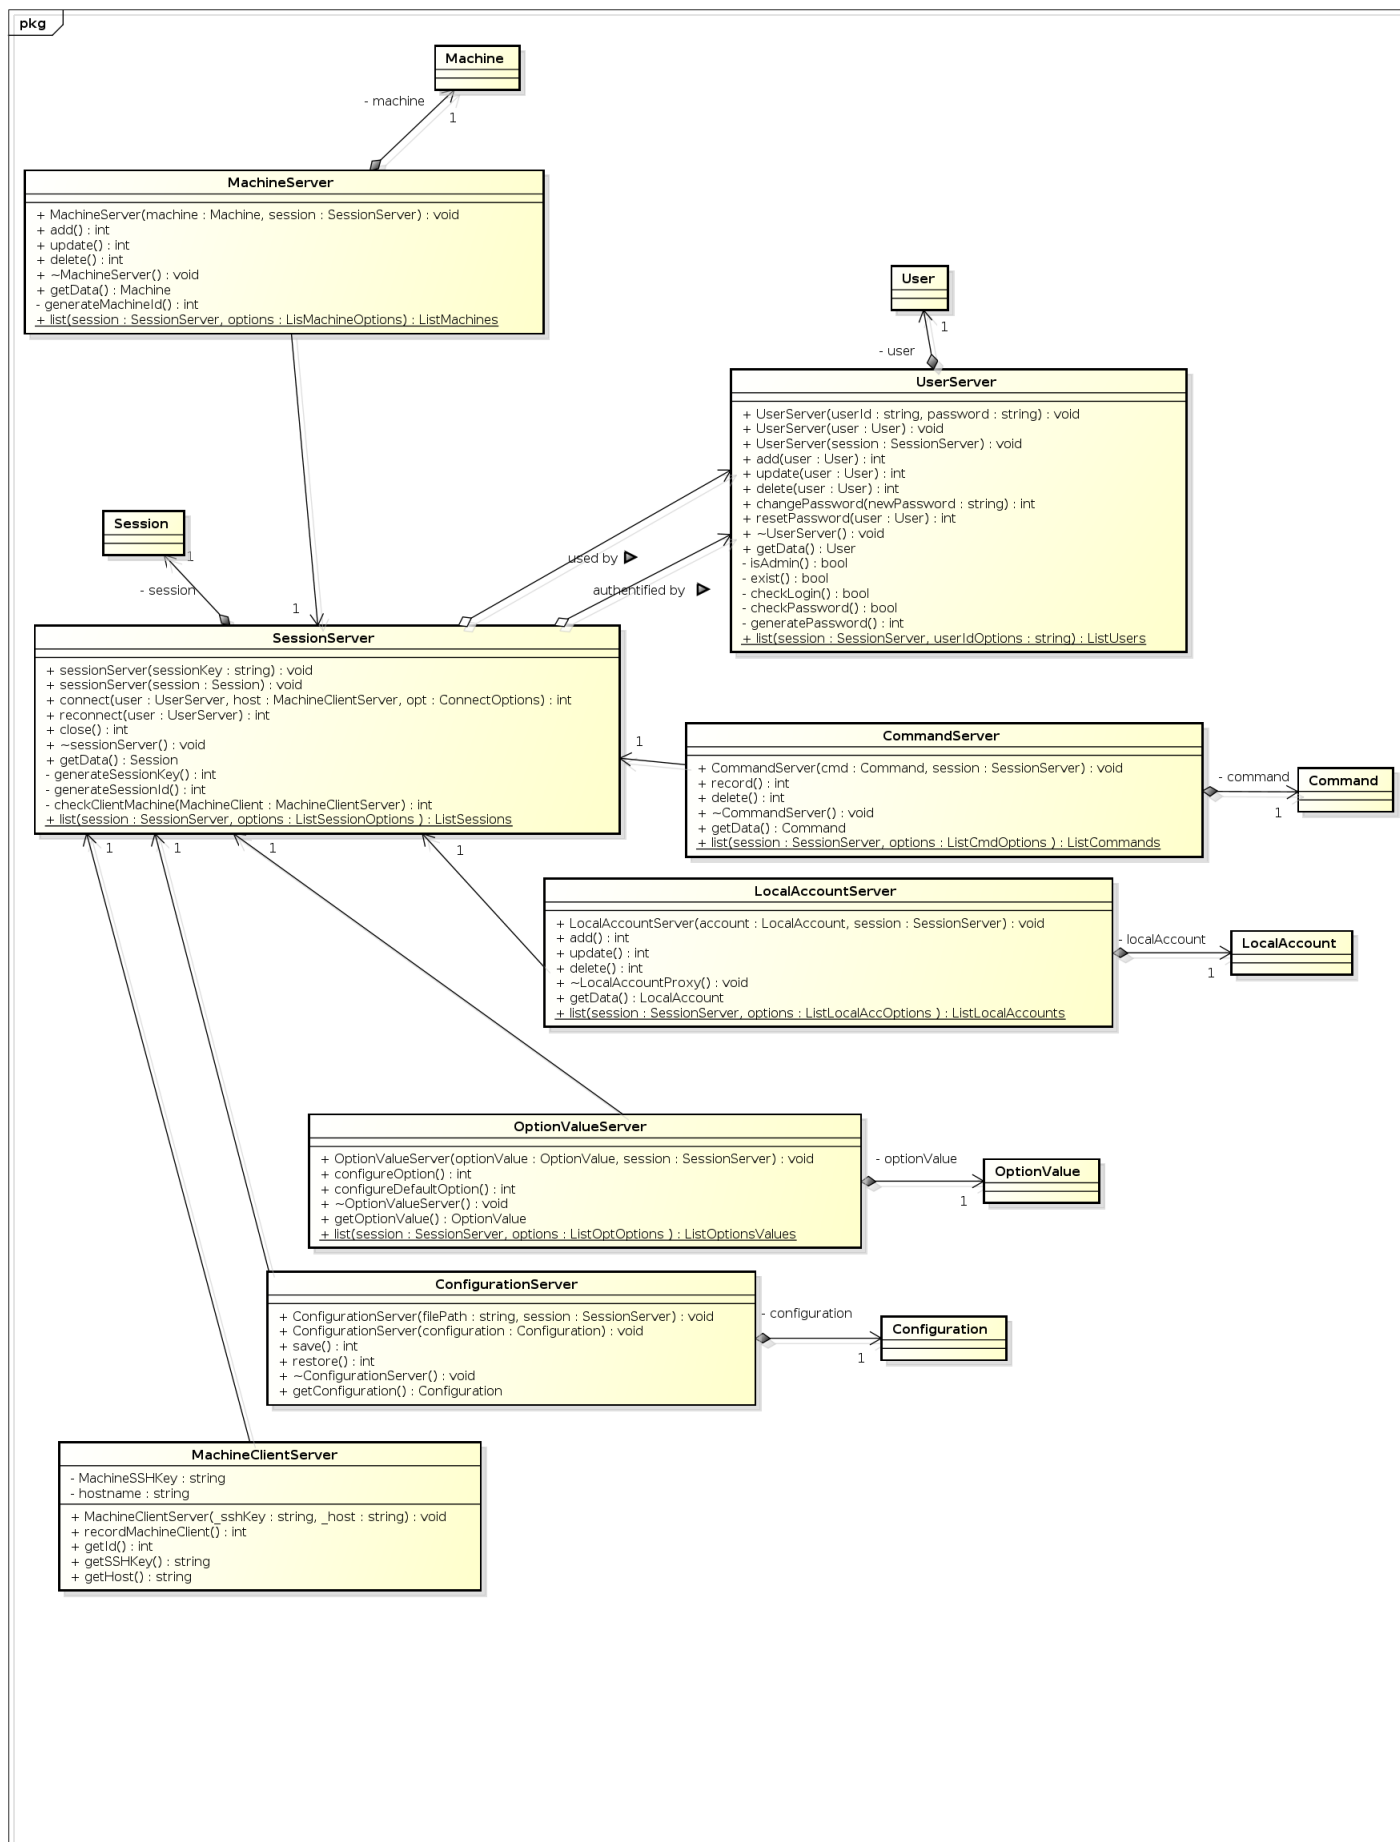 pkg
Machine
- machine
1
MachineServer
+ MachineServer(machine : Machine, session : SessionServer) : void
+ add() : int
+ update() : int
+ delete() : int
+ ~MachineServer() : void
+ getData() : Machine
- generateMachineId() : int
+ list(session : SessionServer, options : LisMachineOptions) : ListMachines
User
1
- user
UserServer
+ UserServer(userId : string, password : string) : void
+ UserServer(user : User) : void
+ UserServer(session : SessionServer) : void
+ add(user : User) : int
+ update(user : User) : int
+ delete(user : User) : int
+ changePassword(newPassword : string) : int
+ resetPassword(user : User) : int
+ ~UserServer() : void
+ getData() : User
- isAdmin() : bool
- exist() : bool
- checkLogin() : bool
- checkPassword() : bool
- generatePassword() : int
+ list(session : SessionServer, userIdOptions : string) : ListUsers
Session
1
- session
used by
authentified by
1
SessionServer
+ sessionServer(sessionKey : string) : void
+ sessionServer(session : Session) : void
+ connect(user : UserServer, host : MachineClientServer, opt : ConnectOptions) : int
+ reconnect(user : UserServer) : int
+ close() : int
+ ~sessionServer() : void
+ getData() : Session
- generateSessionKey() : int
- generateSessionId() : int
- checkClientMachine(MachineClient : MachineClientServer) : int
+ list(session : SessionServer, options : ListSessionOptions ) : ListSessions
1
1
1
1
1
CommandServer
+ CommandServer(cmd : Command, session : SessionServer) : void
+ record() : int
+ delete() : int
+ ~CommandServer() : void
+ getData() : Command
+ list(session : SessionServer, options : ListCmdOptions ) : ListCommands
- command
1
Command
LocalAccountServer
+ LocalAccountServer(account : LocalAccount, session : SessionServer) : void
+ add() : int
+ update() : int
+ delete() : int
+ ~LocalAccountProxy() : void
+ getData() : LocalAccount
+ list(session : SessionServer, options : ListLocalAccOptions ) : ListLocalAccounts
- localAccount
1
LocalAccount
OptionValueServer
+ OptionValueServer(optionValue : OptionValue, session : SessionServer) : void
+ configureOption() : int
+ configureDefaultOption() : int
+ ~OptionValueServer() : void
+ getOptionValue() : OptionValue
+ list(session : SessionServer, options : ListOptOptions ) : ListOptionsValues
- optionValue
1
OptionValue
ConfigurationServer
+ ConfigurationServer(filePath : string, session : SessionServer) : void
+ ConfigurationServer(configuration : Configuration) : void
+ save() : int
+ restore() : int
+ ~ConfigurationServer() : void
+ getConfiguration() : Configuration
- configuration
1
Configuration
MachineClientServer
- MachineSSHKey : string
- hostname : string
+ MachineClientServer(_sshKey : string, _host : string) : void
+ recordMachineClient() : int
+ getId() : int
+ getSSHKey() : string
+ getHost() : string